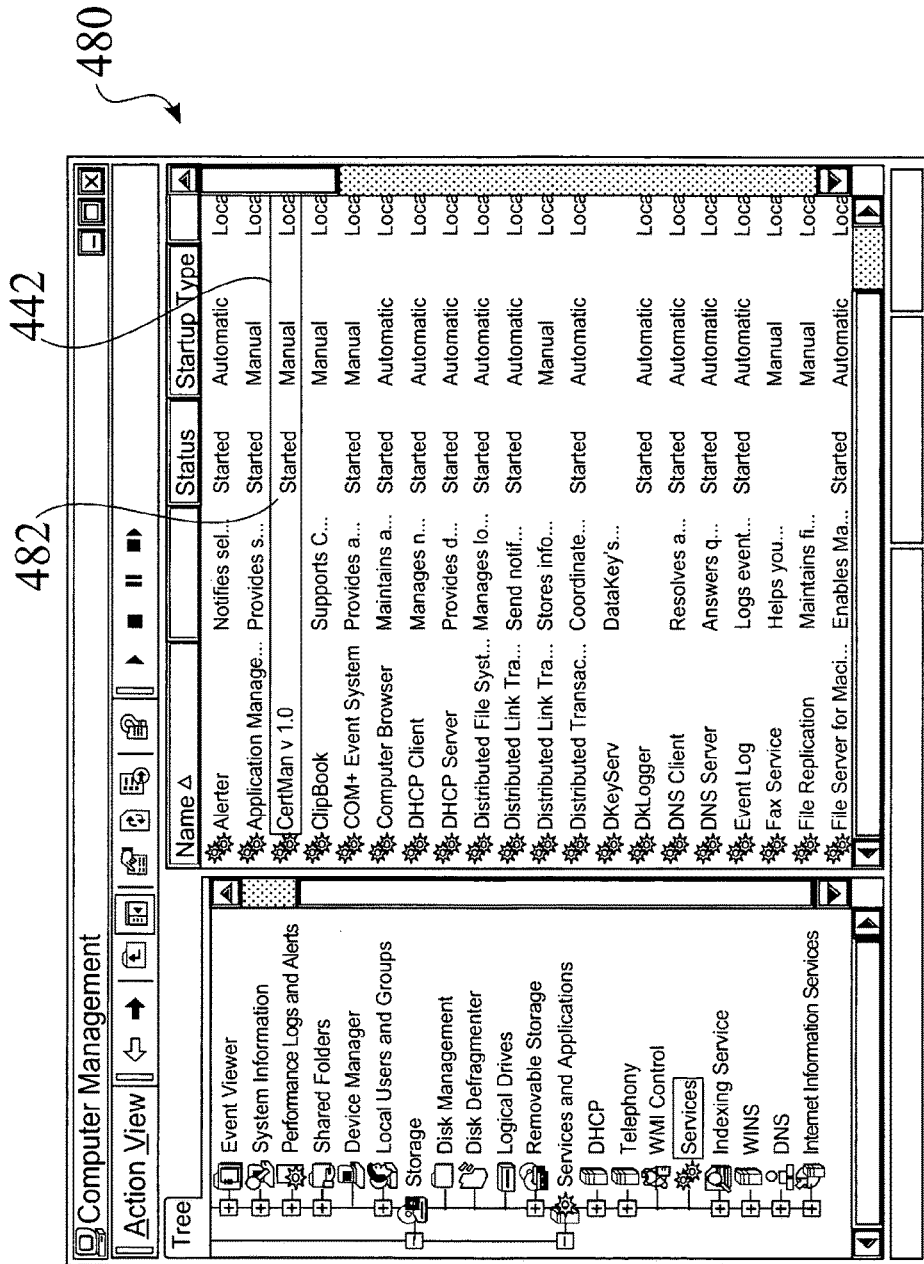 480
442
482
Computer Management
Action View
Tree
Event Viewer
System Information
Performance Logs and Alerts
Shared Folders
Device Manager
Local Users and Groups
Storage
Disk Management
Disk Defragmenter
Logical Drives
Removable Storage
Services and Applications
DHCP
Telephony
WMI Control
Services
Indexing Service
WINS
DNS
Internet Information Services
Name Status Startup Type
Alerter Notifies sel... Started Automatic Loca
Application Manage... Provides s... Started Manual Loca
CertMan v 1.0 Started Manual Loca
ClipBook Supports C... Manual Loca
COM+ Event System Provides a... Started Manual Loca
Computer Browser Maintains a... Started Automatic Loca
DHCP Client Manages n... Started Automatic Loca
DHCP Server Provides d... Started Automatic Loca
Distributed File Syst... Manages lo... Started Automatic Loca
Distributed Link Tra... Send notif... Started Automatic Loca
Distributed Link Tra... Stores info... Manual Loca
Distributed Transac... Coordinate... Started Automatic Loca
DKeyServ DataKey's...
DkLogger Started Automatic Loca
DNS Client Resolves a... Started Automatic Loca
DNS Server Answers q... Started Automatic Loca
Event Log Logs event... Started Automatic Loca
Fax Service Helps you... Manual Loca
File Replication Maintains fi... Manual Loca
File Server for Maci... Enables Ma... Started Automatic Loca